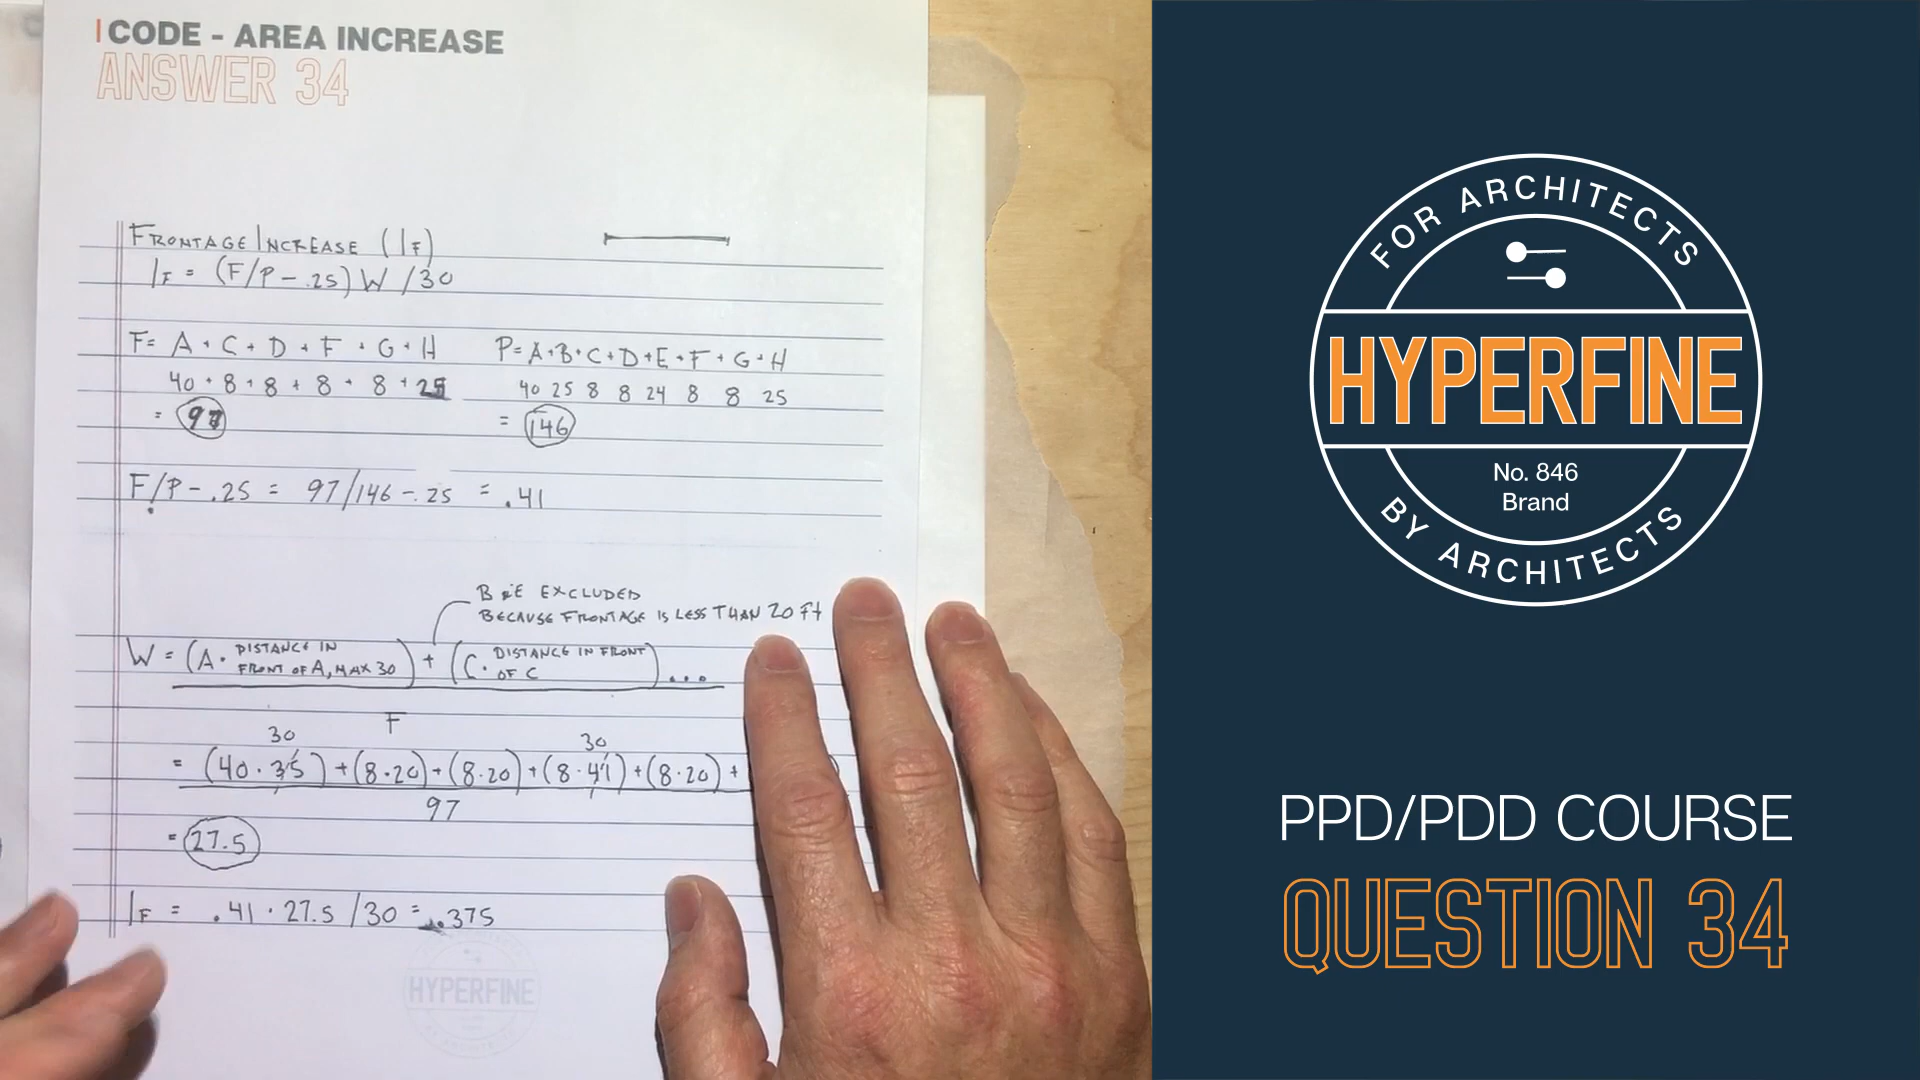 CODE - AREA INCREASE
ANSWER 34
FRONTAGE INCREASE (IF)
IF = (F/P - .25) W /30
F= A + C + D + F + G + H
40 + 8 + 8 + 8 + 8 + 25
= 97
P= A+B+C+D+E+F+G+H
40 25 8 8 24 8 8 25
= 146
F/P - .25 = 97/146 - .25 = .41
B & E EXCLUDED
BECAUSE FRONTAGE IS LESS THAN 20 Ft
W = (A · DISTANCE IN FRONT OF A, MAX 30) + (C · DISTANCE IN FRONT OF C) ...
F
30 30
= (40 · 35) + (8 · 20) + (8 · 20) + (8 · 41) + (8 · 20) +
97
= 27.5
IF = .41 · 27.5 /30 = .375
HYPERFINE
FOR ARCHITECTS
HYPERFINE
No. 846
Brand
BY ARCHITECTS
PPD/PDD COURSE
QUESTION 34